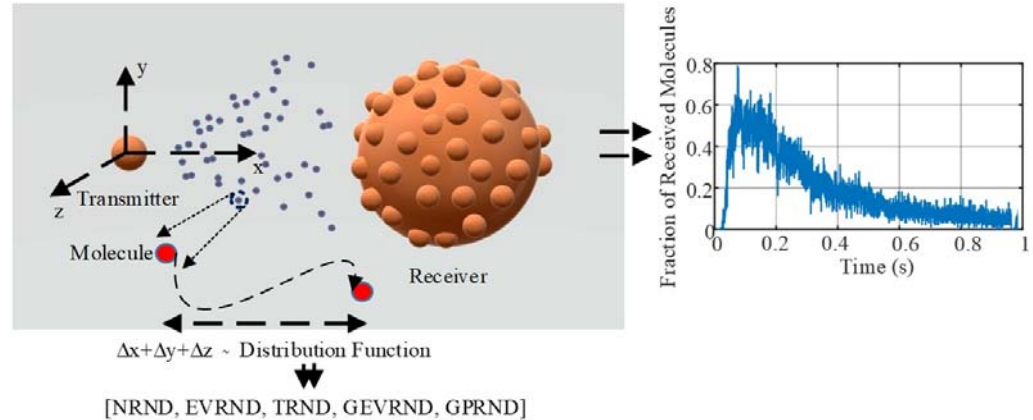 y
x
z
Transmitter
Molecule
Receiver
Δx+Δy+Δz ~ Distribution Function
[NRND, EVRND, TRND, GEVRND, GPRND]
Fraction of Received Molecules
0.8
0.6
0.4
0.2
0
0 0.2 0.4 0.6 0.8 1
Time (s)